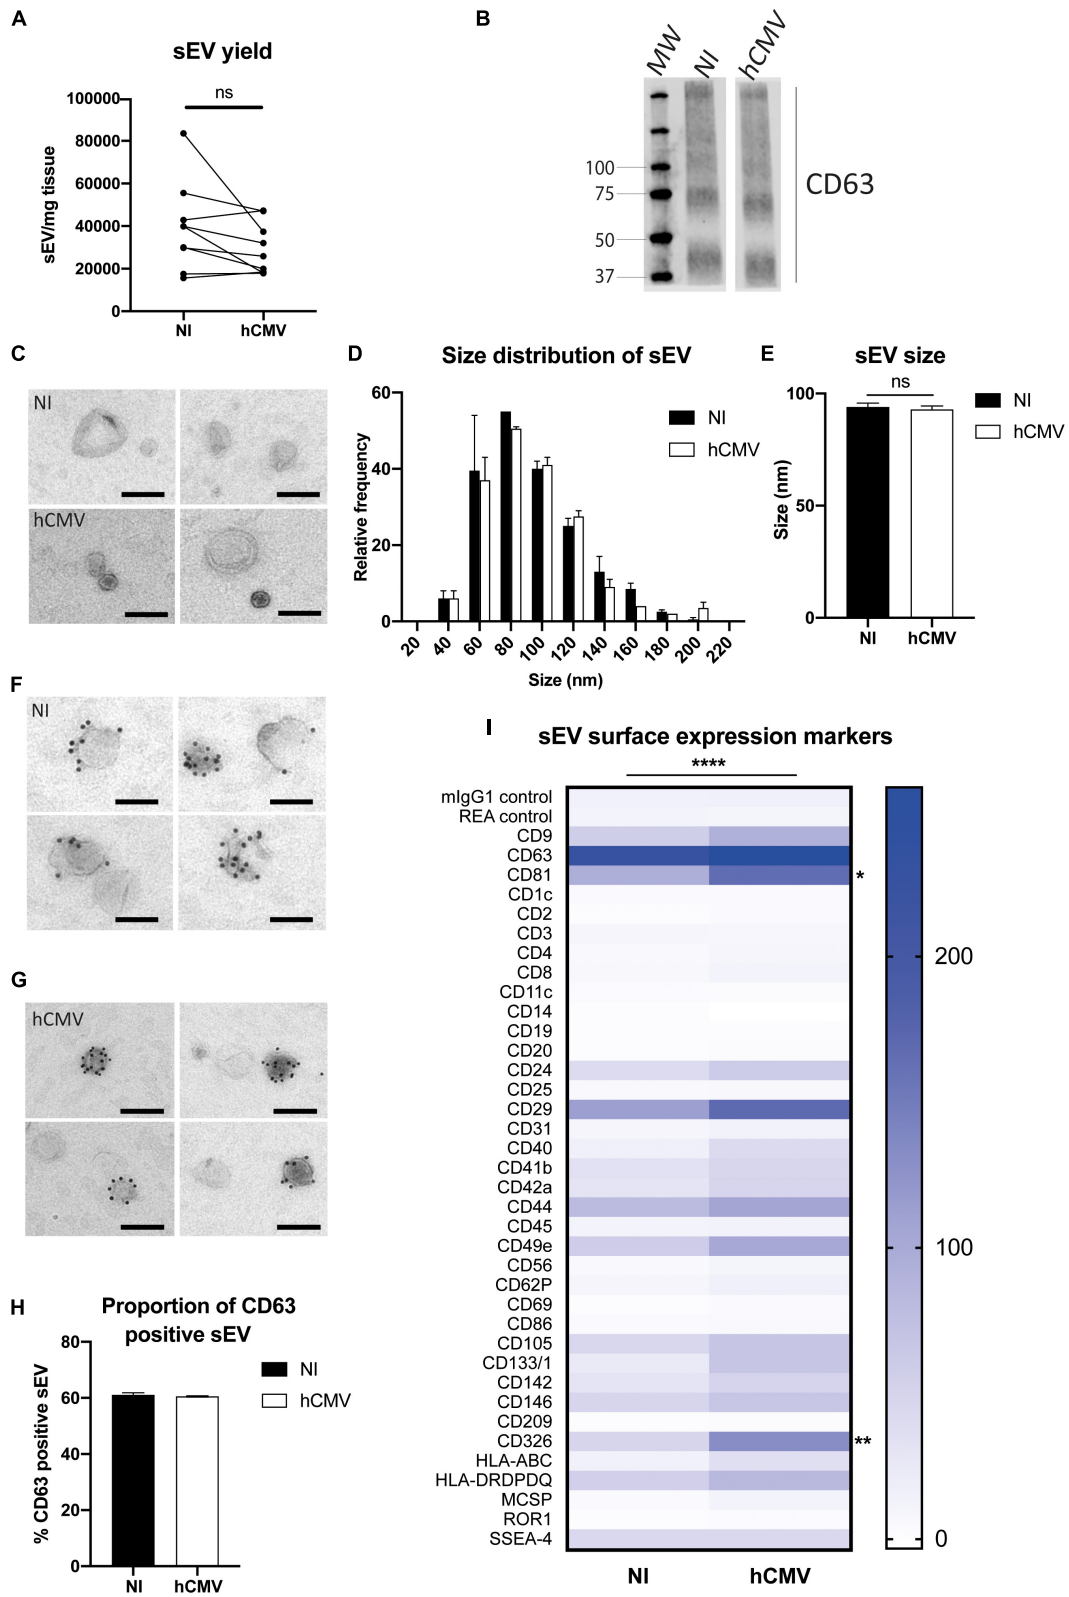 A
sEV yield
ns
sEV/mg tissue
100000
80000
60000
40000
20000
0
NI
hCMV
B
MW
NI
hCMV
100
75
50
37
CD63
C
NI
hCMV
D
Size distribution of sEV
Relative frequency
60
40
20
0
NI
hCMV
20
40
60
80
100
120
140
160
180
200
220
Size (nm)
E
sEV size
ns
Size (nm)
100
50
0
NI
hCMV
NI
hCMV
F
NI
G
hCMV
H
Proportion of CD63
positive sEV
% CD63 positive sEV
80
60
40
20
0
NI
hCMV
NI
hCMV
I
sEV surface expression markers
****
mIgG1 control
REA control
CD9
CD63
CD81
*
CD1c
CD2
CD3
CD4
CD8
CD11c
CD14
CD19
CD20
CD24
CD25
CD29
CD31
CD40
CD41b
CD42a
CD44
CD45
CD49e
CD56
CD62P
CD69
CD86
CD105
CD133/1
CD142
CD146
CD209
CD326
**
HLA-ABC
HLA-DRDPDQ
MCSP
ROR1
SSEA-4
NI
hCMV
200
100
0